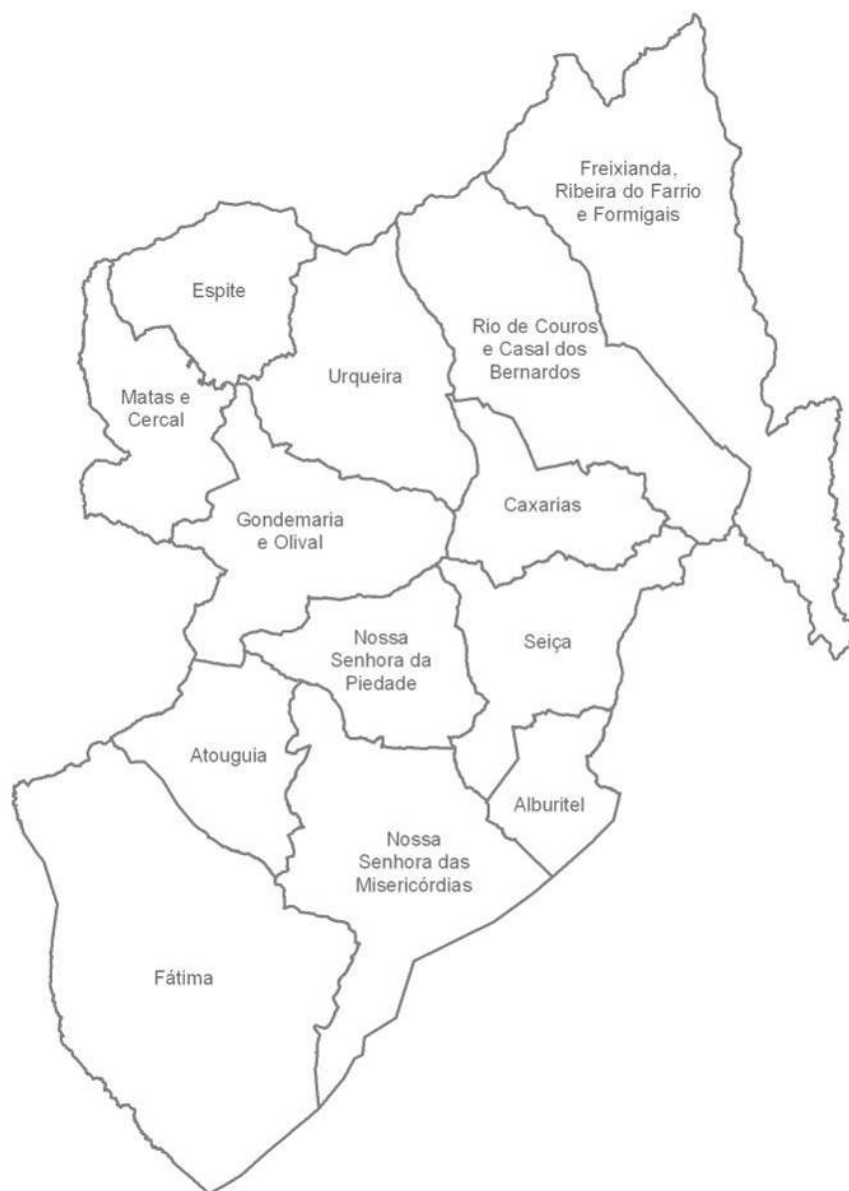 Freixianda,
Ribeira do Farrio
e Formigais
Espite
Rio de Couros
e Casal dos
Bernardos
Urqueira
Matas e
Cercal
Caxarias
Gondemaria
e Olival
Nossa
Senhora da
Piedade
Seiça
Atouguia
Alburitel
Nossa
Senhora das
Misericórdias
Fátima